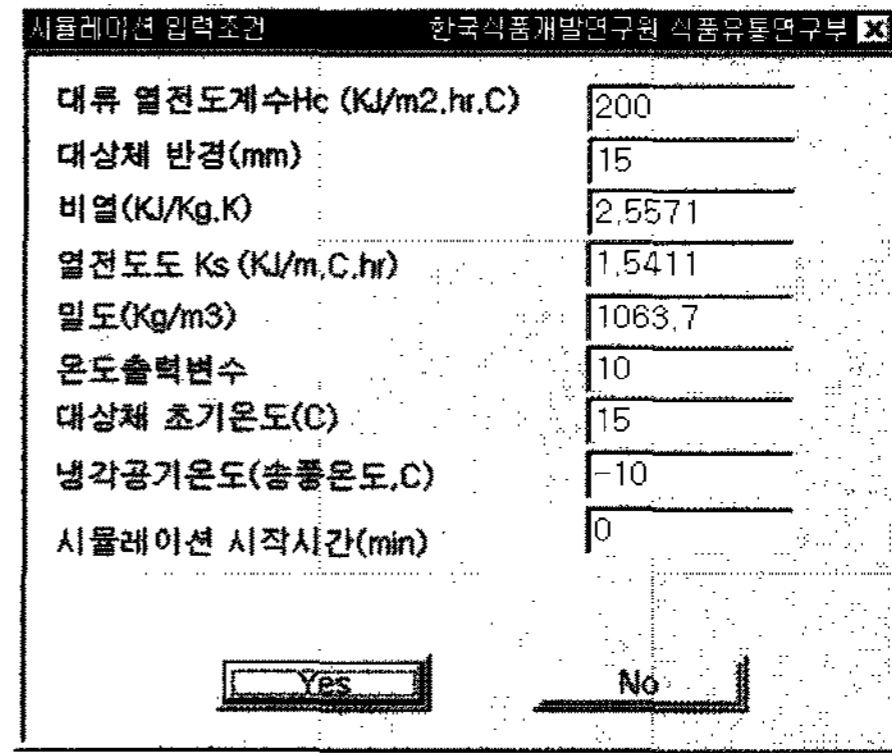 시뮬레이션 입력조건 한국식품개발연구원 식품유통연구부
대류 열전도계수Hc (KJ/m2.hr.C) 200
대상체 반경(mm) 15
비열(KJ/Kg.K) 2.5571
열전도도 Ks (KJ/m.C.hr) 1.5411
밀도(Kg/m3) 1063.7
온도출력변수 10
대상체 초기온도(C) 15
냉각공기온도(송풍온도,C) -10
시뮬레이션 시작시간(min) 0
Yes No